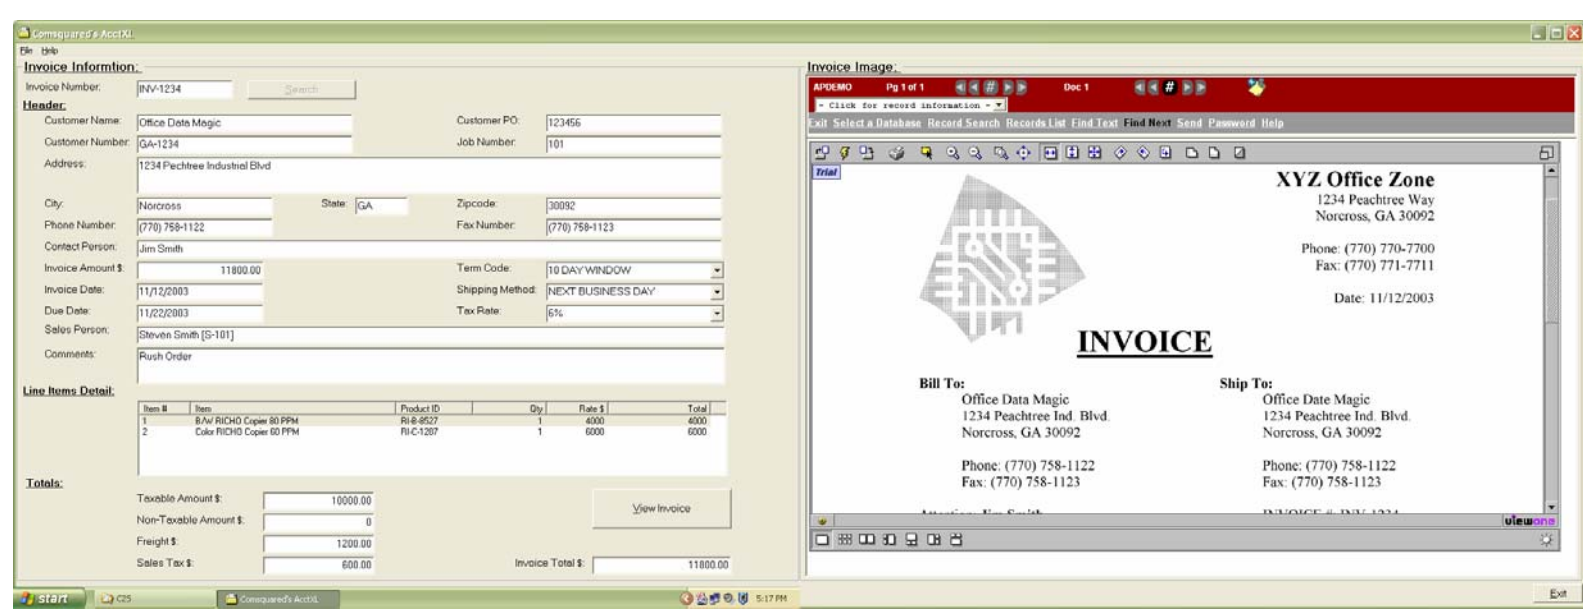 Comsquared's AcctXL
File Help
Invoice Informtion:
Invoice Number: INV-1234 Search
Header:
Customer Name: Office Data Magic Customer PO: 123456
Customer Number: GA-1234 Job Number: 101
Address: 1234 Pechtree Industrial Blvd
City: Norcross State: GA Zipcode: 30092
Phone Number: (770) 758-1122 Fax Number: (770) 758-1123
Contact Person: Jim Smith
Invoice Amount $: 11800.00 Term Code: 10 DAY WINDOW
Invoice Date: 11/12/2003 Shipping Method: NEXT BUSINESS DAY
Due Date: 11/22/2003 Tax Rate: 6%
Sales Person: Steven Smith [S-101]
Comments: Rush Order
Line Items Detail:
Item # Item Product ID Qty Rate $ Total
1 B/W RICHO Copier 80 PPM RI-B-8527 1 4000 4000
2 Color RICHO Copier 60 PPM RI-C-1287 1 6000 6000
Totals:
Taxable Amount $: 10000.00
Non-Taxable Amount $: 0
View Invoice
Freight $: 1200.00
Sales Tax $: 600.00 Invoice Total $: 11800.00
Invoice Image:
APDEMO Pg 1 of 1 # Doc 1 #
- Click for record information -
Exit Select a Database Record Search Records List Find Text Find Next Send Password Help
Trial
XYZ Office Zone
1234 Peachtree Way
Norcross, GA 30092
Phone: (770) 770-7700
Fax: (770) 771-7711
Date: 11/12/2003
INVOICE
Bill To: Ship To:
Office Data Magic Office Date Magic
1234 Peachtree Ind. Blvd. 1234 Peachtree Ind. Blvd.
Norcross, GA 30092 Norcross, GA 30092
Phone: (770) 758-1122 Phone: (770) 758-1122
Fax: (770) 758-1123 Fax: (770) 758-1123
Attention: Jim Smith INVOICE #: INV-1234
viewone
Exit
start C25 Comsquared's AcctXL 5:17 PM